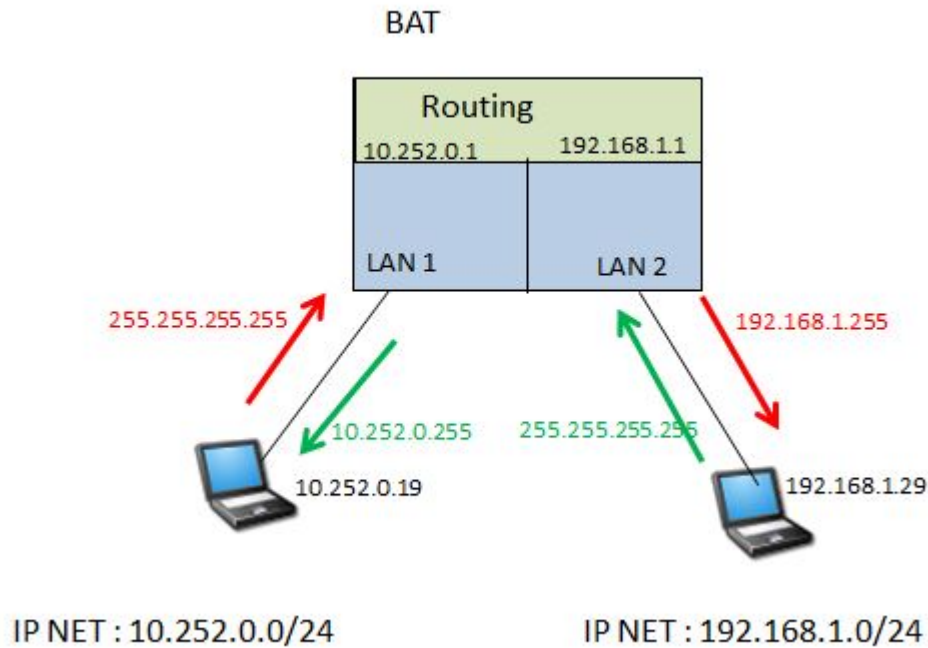 BAT
Routing
10.252.0.1
192.168.1.1
LAN 1
LAN 2
255.255.255.255
192.168.1.255
10.252.0.255
255.255.255.255
10.252.0.19
192.168.1.29
IP NET : 10.252.0.0/24
IP NET : 192.168.1.0/24